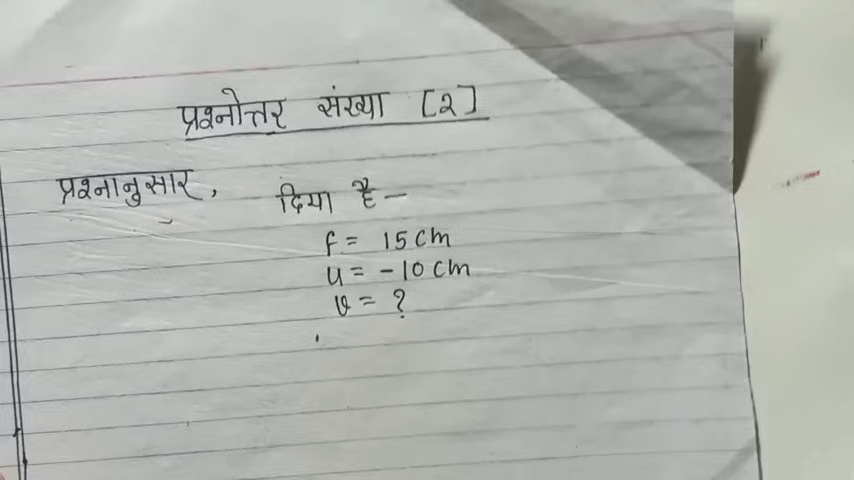 प्रश्नोत्तर संख्या [2]
प्रश्नानुसार, दिया है -
f = 15 cm
u = -10 cm
v = ?